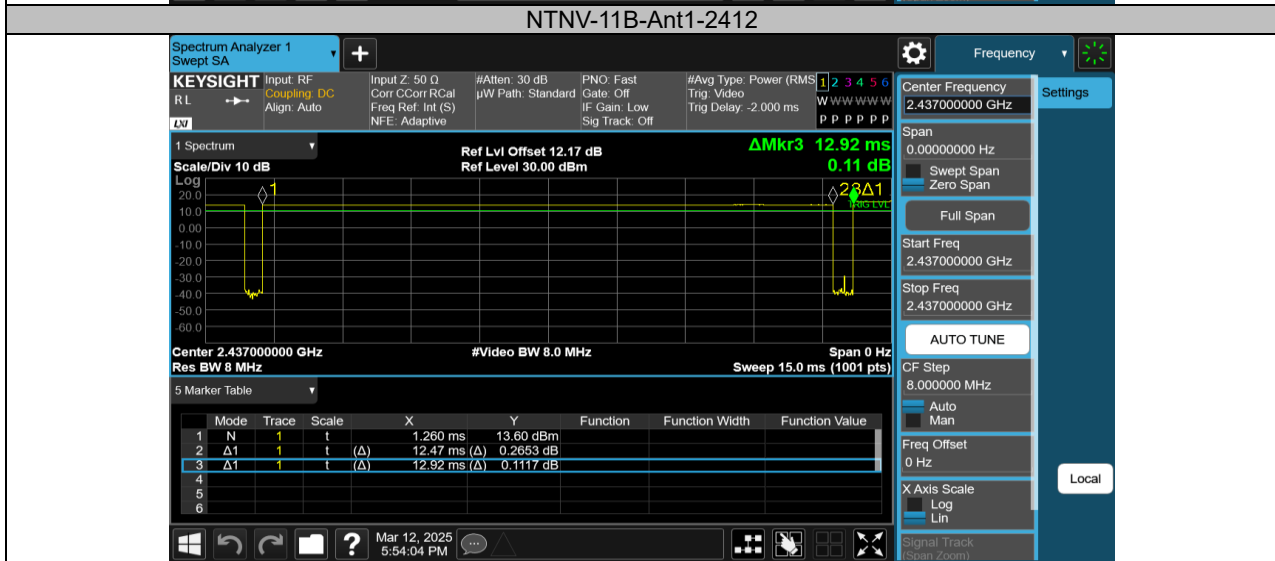 NTNV-11B-Ant1-2412
Spectrum Analyzer 1
Swept SA
Frequency
KEYSIGHT
RL
LXI
Input: RF
Coupling: DC
Align: Auto
Input Z: 50 Ω
Corr CCorr RCal
Freq Ref: Int (S)
NFE: Adaptive
#Atten: 30 dB
µW Path: Standard
PNO: Fast
Gate: Off
IF Gain: Low
Sig Track: Off
#Avg Type: Power (RMS
Trig: Video
Trig Delay: -2.000 ms
1 2 3 4 5 6
W W W W W W
P P P P P P
1 Spectrum
Scale/Div 10 dB
Ref Lvl Offset 12.17 dB
Ref Level 30.00 dBm
ΔMkr3 12.92 ms
0.11 dB
Log
20.0
10.0
0.00
-10.0
-20.0
-30.0
-40.0
-50.0
-60.0
1
2 3Δ1
TRIG LVL
Center 2.437000000 GHz
#Video BW 8.0 MHz
Span 0 Hz
Res BW 8 MHz
Sweep 15.0 ms (1001 pts)
5 Marker Table
Mode Trace Scale X Y Function Function Width Function Value
1 N 1 t 1.260 ms 13.60 dBm
2 Δ1 1 t (Δ) 12.47 ms (Δ) 0.2653 dB
3 Δ1 1 t (Δ) 12.92 ms (Δ) 0.1117 dB
4
5
6
Mar 12, 2025
5:54:04 PM
Center Frequency
2.437000000 GHz
Span
0.00000000 Hz
Swept Span
Zero Span
Full Span
Start Freq
2.437000000 GHz
Stop Freq
2.437000000 GHz
AUTO TUNE
CF Step
8.000000 MHz
Auto
Man
Freq Offset
0 Hz
X Axis Scale
Log
Lin
Signal Track
(Span Zoom)
Settings
Local